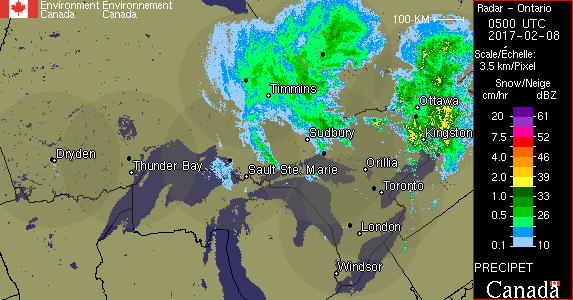 Environment Environnement
Canada Canada
100 KM
Timmins
Ottawa
Sudbury
Kingston
Dryden
Thunder Bay
Sault Ste. Marie
Orillia
Toronto
London
Windsor
Radar - Ontario
0500 UTC
2017-02-08
Scale/Échelle:
3.5 km/Pixel
Snow/Neige
cm/hr dBZ
20 61
7.5 52
4.0 46
2.0 39
1.0 33
0.5 26
0.1 10
PRECIPET
Canada